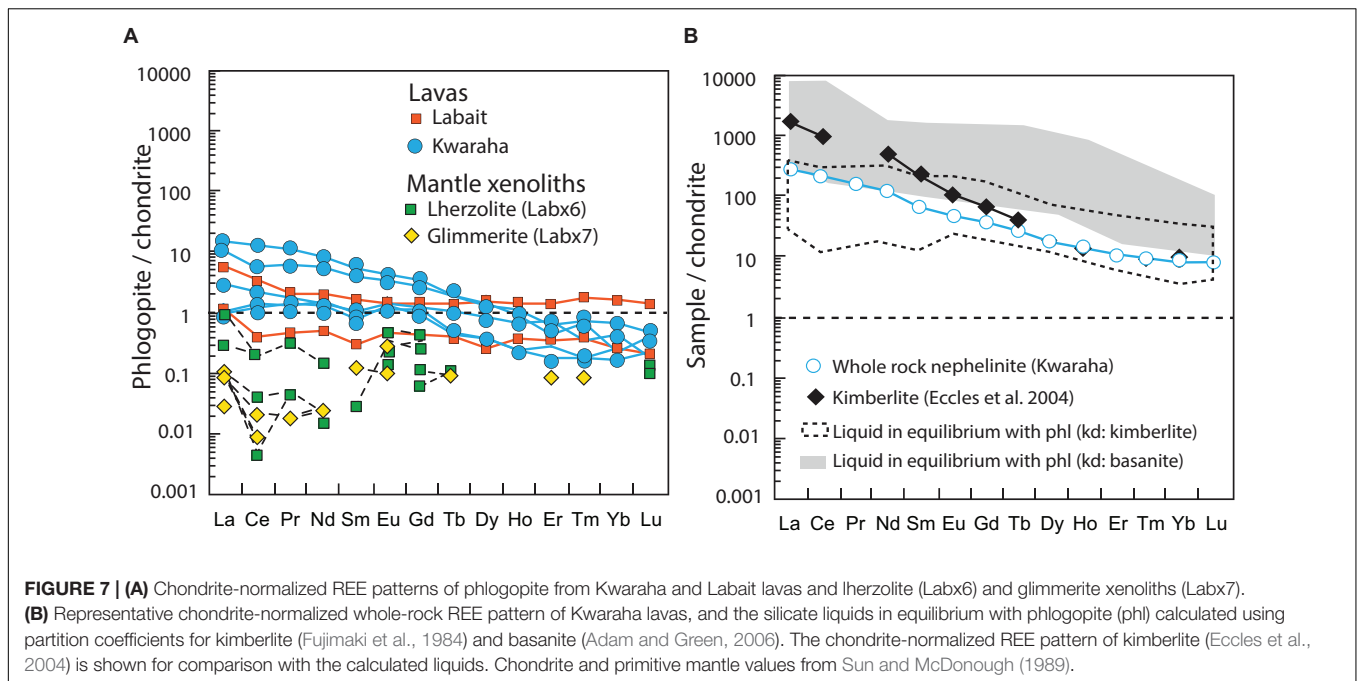 A
10000
1000
100
10
1
0.1
0.01
0.001
Phlogopite / chondrite
Lavas
Labait
Kwaraha
Mantle xenoliths
Lherzolite (Labx6)
Glimmerite (Labx7)
La Ce Pr Nd Sm Eu Gd Tb Dy Ho Er Tm Yb Lu
B
10000
1000
100
10
1
0.1
0.01
0.001
Sample / chondrite
Whole rock nephelinite (Kwaraha)
Kimberlite (Eccles et al. 2004)
Liquid in equilibrium with phl (kd: kimberlite)
Liquid in equilibrium with phl (kd: basanite)
La Ce Pr Nd Sm Eu Gd Tb Dy Ho Er Tm Yb Lu
FIGURE 7 | (A) Chondrite-normalized REE patterns of phlogopite from Kwaraha and Labait lavas and lherzolite (Labx6) and glimmerite xenoliths (Labx7).
(B) Representative chondrite-normalized whole-rock REE pattern of Kwaraha lavas, and the silicate liquids in equilibrium with phlogopite (phl) calculated using
partition coefficients for kimberlite (Fujimaki et al., 1984) and basanite (Adam and Green, 2006). The chondrite-normalized REE pattern of kimberlite (Eccles et al.,
2004) is shown for comparison with the calculated liquids. Chondrite and primitive mantle values from Sun and McDonough (1989).